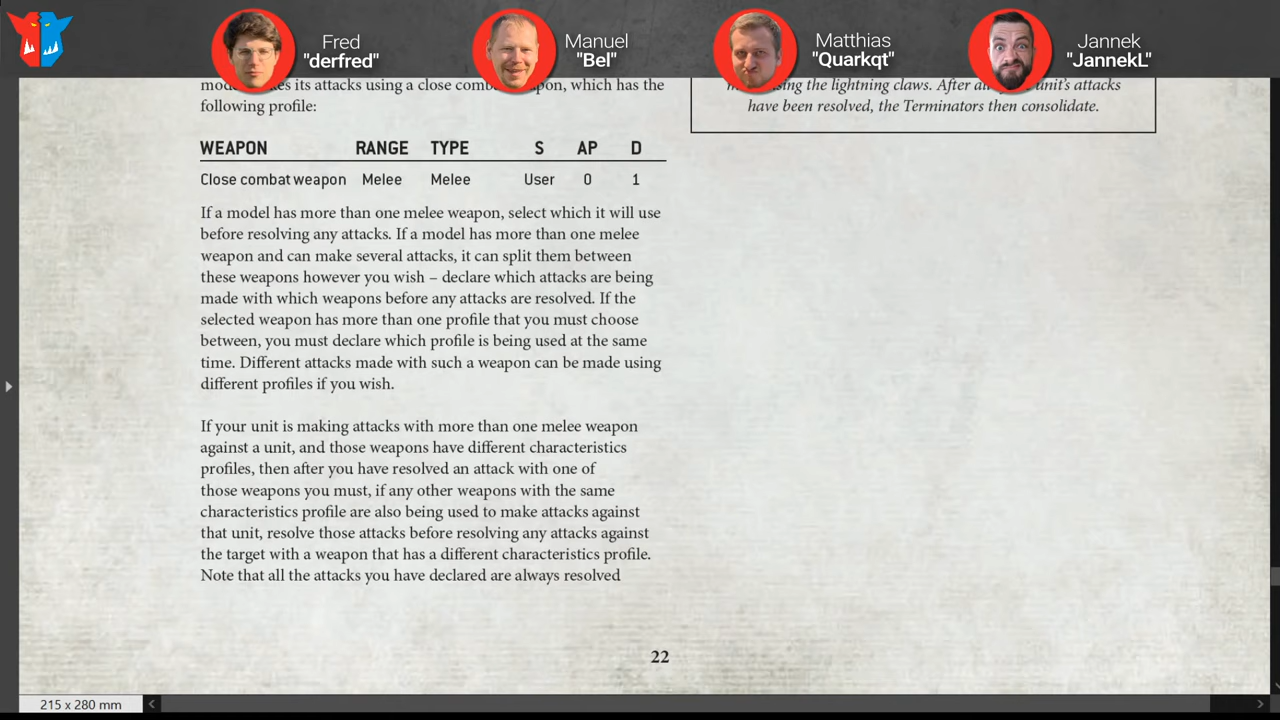 Fred
"derfred"
Manuel
"Bel"
Matthias
"Quarkqt"
Jannek
"JannekL"
its attacks using a close, which has the
following profile:
WEAPON RANGE TYPE S AP D
Close combat weapon Melee Melee User 0 1
If a model has more than one melee weapon, select which it will use
before resolving any attacks. If a model has more than one melee
weapon and can make several attacks, it can split them between
these weapons however you wish – declare which attacks are being
made with which weapons before any attacks are resolved. If the
selected weapon has more than one profile that you must choose
between, you must declare which profile is being used at the same
time. Different attacks made with such a weapon can be made using
different profiles if you wish.
If your unit is making attacks with more than one melee weapon
against a unit, and those weapons have different characteristics
profiles, then after you have resolved an attack with one of
those weapons you must, if any other weapons with the same
characteristics profile are also being used to make attacks against
that unit, resolve those attacks before resolving any attacks against
the target with a weapon that has a different characteristics profile.
Note that all the attacks you have declared are always resolved
the lightning claws. After unit's attacks
have been resolved, the Terminators then consolidate.
22
215 x 280 mm